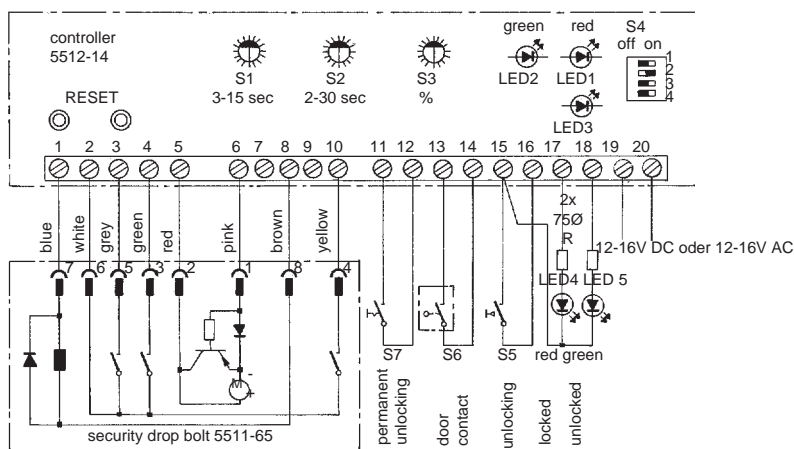 controller
5512-14
RESET
S1
3-15 sec
S2
2-30 sec
S3
%
green
LED2
red
LED1
LED3
S4
off on
1
2
3
4
1 2 3 4 5 6 7 8 9 10 11 12 13 14 15 16 17 18 19 20
blue
white
grey
green
red
pink
brown
yellow
2x
75Ø
R
12-16V DC oder 12-16V AC
LED4 LED 5
7 6 5 3 2 1 8 4
M
-
+
S7
S6
S5
red green
permanent
unlocking
door
contact
unlocking
locked
unlocked
security drop bolt 5511-65